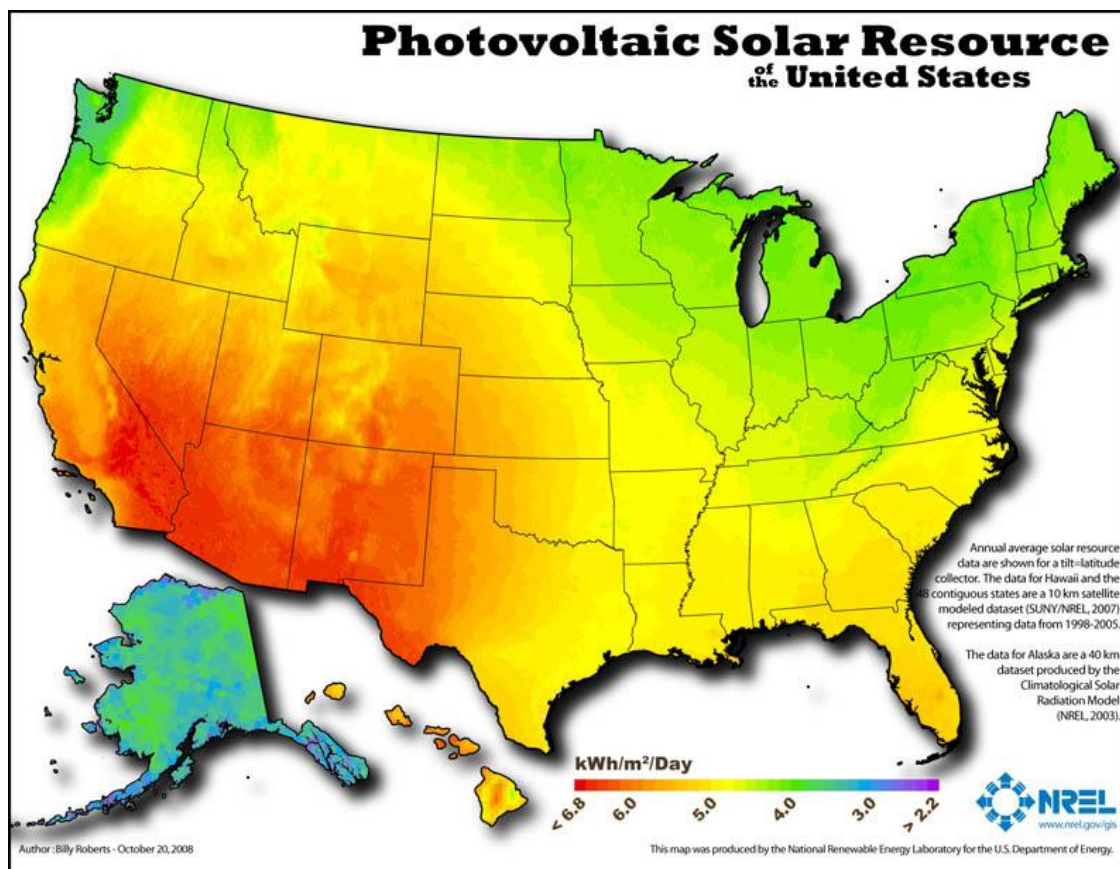 Photovoltaic Solar Resource
of the United States
Annual average solar resource
data are shown for a tilt=latitude
collector. The data for Hawaii and the
48 contiguous states are a 10 km satellite
modeled dataset (SUNY/NREL, 2007)
representing data from 1998-2005.
The data for Alaska are a 40 km
dataset produced by the
Climatological Solar
Radiation Model
(NREL, 2003).
kWh/m²/Day
< 6.8 6.0 5.0 4.0 3.0 > 2.2
NREL
www.nrel.gov/gis
Author : Billy Roberts - October 20, 2008
This map was produced by the National Renewable Energy Laboratory for the U.S. Department of Energy.